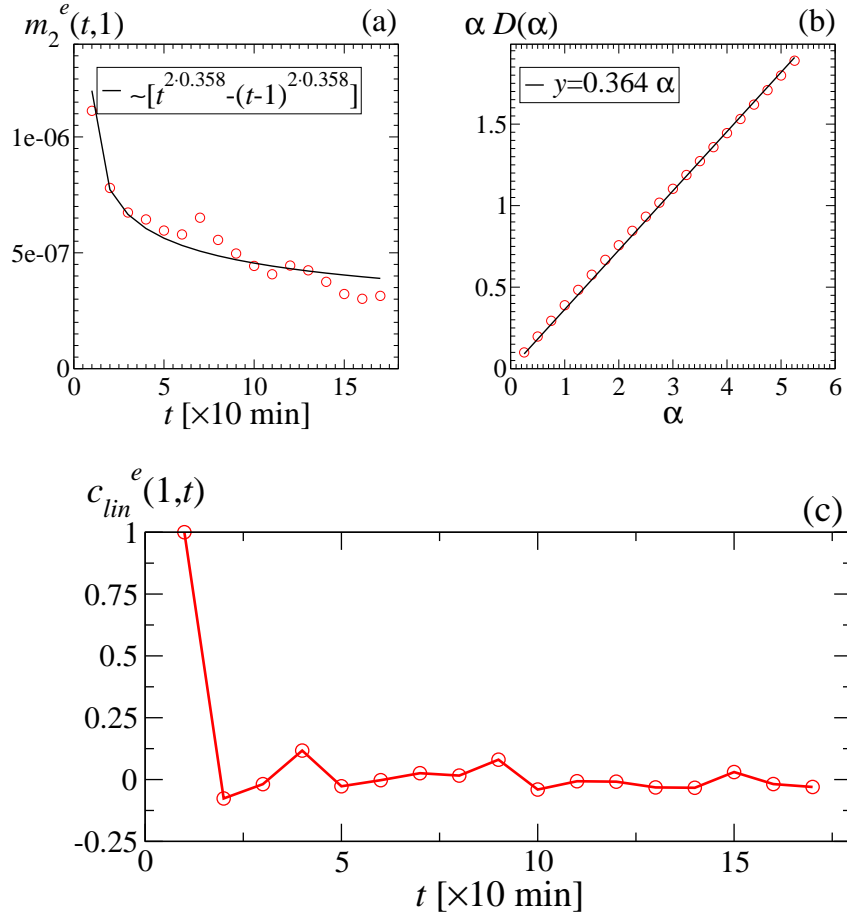 m₂ᵉ(t,1)
(a)
— ~[t^{2·0.358}-(t-1)^{2·0.358}]
1e-06
5e-07
0
5 10 15
t [×10 min]
α D(α)
(b)
— y=0.364 α
1.5
1
0.5
0
0 1 2 3 4 5 6
α
c_{lin}ᵉ(1,t)
(c)
1
0.75
0.5
0.25
0
-0.25
0 5 10 15
t [×10 min]